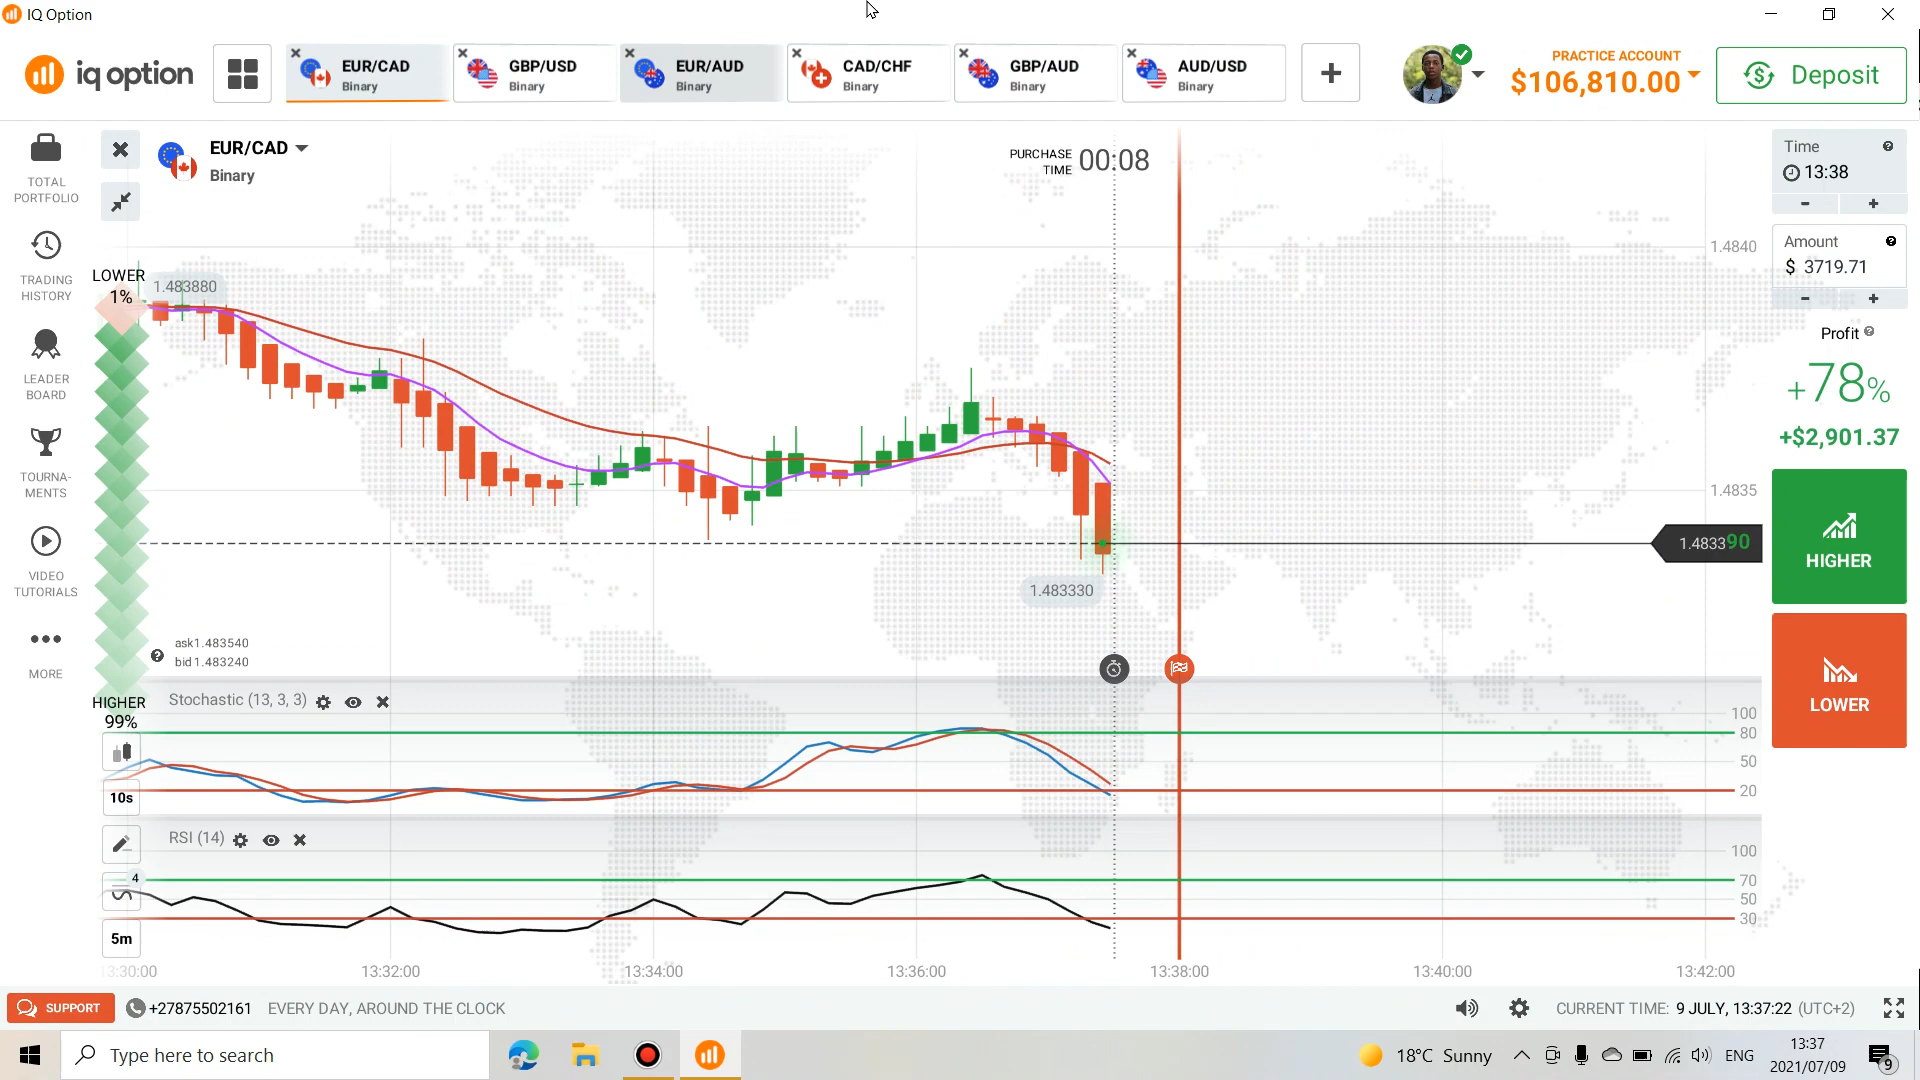 IQ Option
iq option
EUR/CAD
Binary
GBP/USD
Binary
EUR/AUD
Binary
CAD/CHF
Binary
GBP/AUD
Binary
AUD/USD
Binary
PRACTICE ACCOUNT
$106,810.00
Deposit
TOTAL
PORTFOLIO
TRADING
HISTORY
LEADER
BOARD
TOURNA-
MENTS
VIDEO
TUTORIALS
MORE
EUR/CAD
Binary
PURCHASE
TIME
00:08
LOWER
1%
1.483880
1.4840
1.4835
1.483390
1.483330
ask1.483540
bid1.483240
HIGHER
99%
Stochastic (13, 3, 3)
100
80
50
20
10s
RSI (14)
100
70
50
30
4
5m
13:30:00
13:32:00
13:34:00
13:36:00
13:38:00
13:40:00
13:42:00
Time
13:38
- +
Amount
$ 3719.71
- +
Profit
+78%
+$2,901.37
HIGHER
LOWER
SUPPORT
+27875502161
EVERY DAY, AROUND THE CLOCK
CURRENT TIME: 9 JULY, 13:37:22 (UTC+2)
Type here to search
18°C Sunny
ENG
13:37
2021/07/09
9